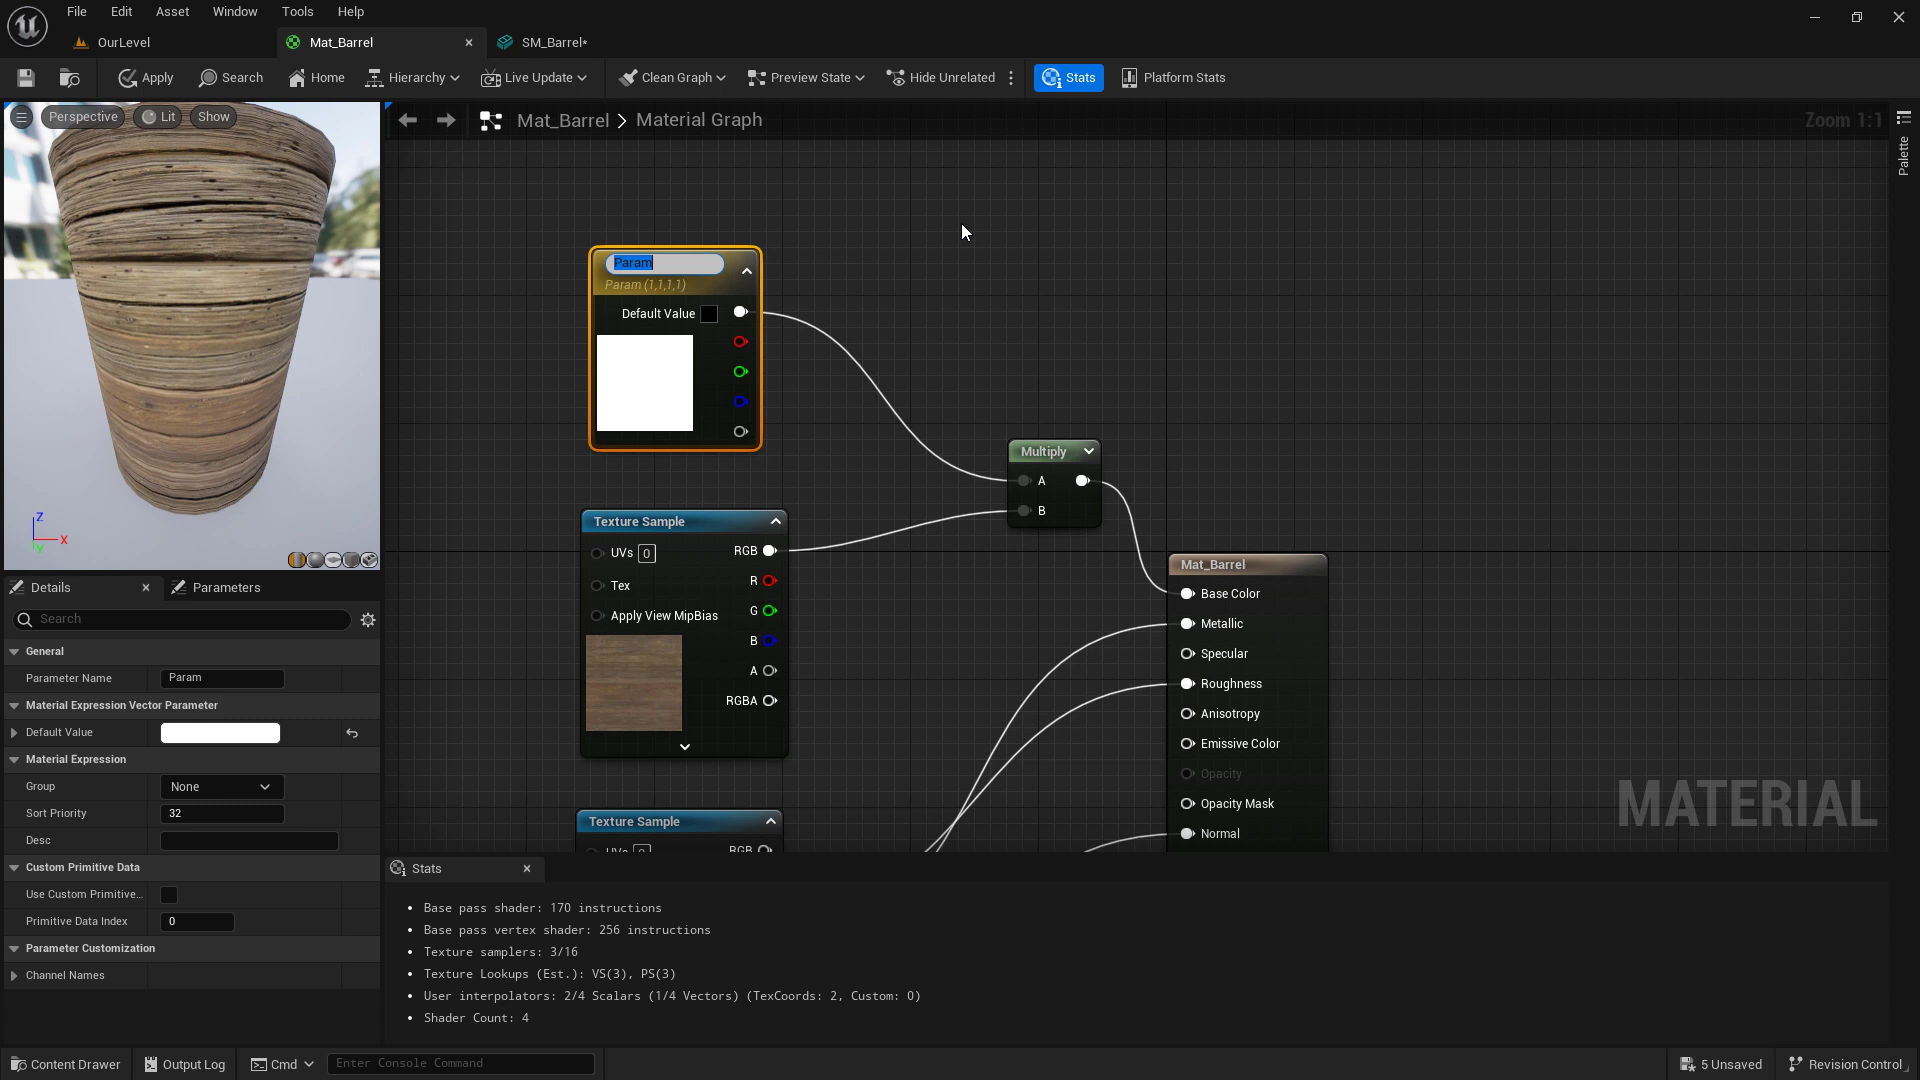 File Edit Asset Window Tools Help
OurLevel Mat_Barrel SM_Barrel*
Apply Search Home Hierarchy Live Update Clean Graph Preview State Hide Unrelated Stats Platform Stats
Perspective Lit Show
Mat_Barrel > Material Graph Zoom 1:1
Palette
Param
Param (1,1,1,1)
Default Value
Multiply
A
B
Texture Sample
UVs 0 RGB
R
Tex
G
Apply View MipBias
B
A
RGBA
Texture Sample
UVs 0 RGB
Mat_Barrel
Base Color
Metallic
Specular
Roughness
Anisotropy
Emissive Color
Opacity
Opacity Mask
Normal
MATERIAL
Z
X
Y
Details Parameters
Search
General
Parameter Name Param
Material Expression Vector Parameter
Default Value
Material Expression
Group None
Sort Priority 32
Desc
Custom Primitive Data
Use Custom Primitive...
Primitive Data Index 0
Parameter Customization
Channel Names
Stats
• Base pass shader: 170 instructions
• Base pass vertex shader: 256 instructions
• Texture samplers: 3/16
• Texture Lookups (Est.): VS(3), PS(3)
• User interpolators: 2/4 Scalars (1/4 Vectors) (TexCoords: 2, Custom: 0)
• Shader Count: 4
Content Drawer Output Log Cmd Enter Console Command 5 Unsaved Revision Control